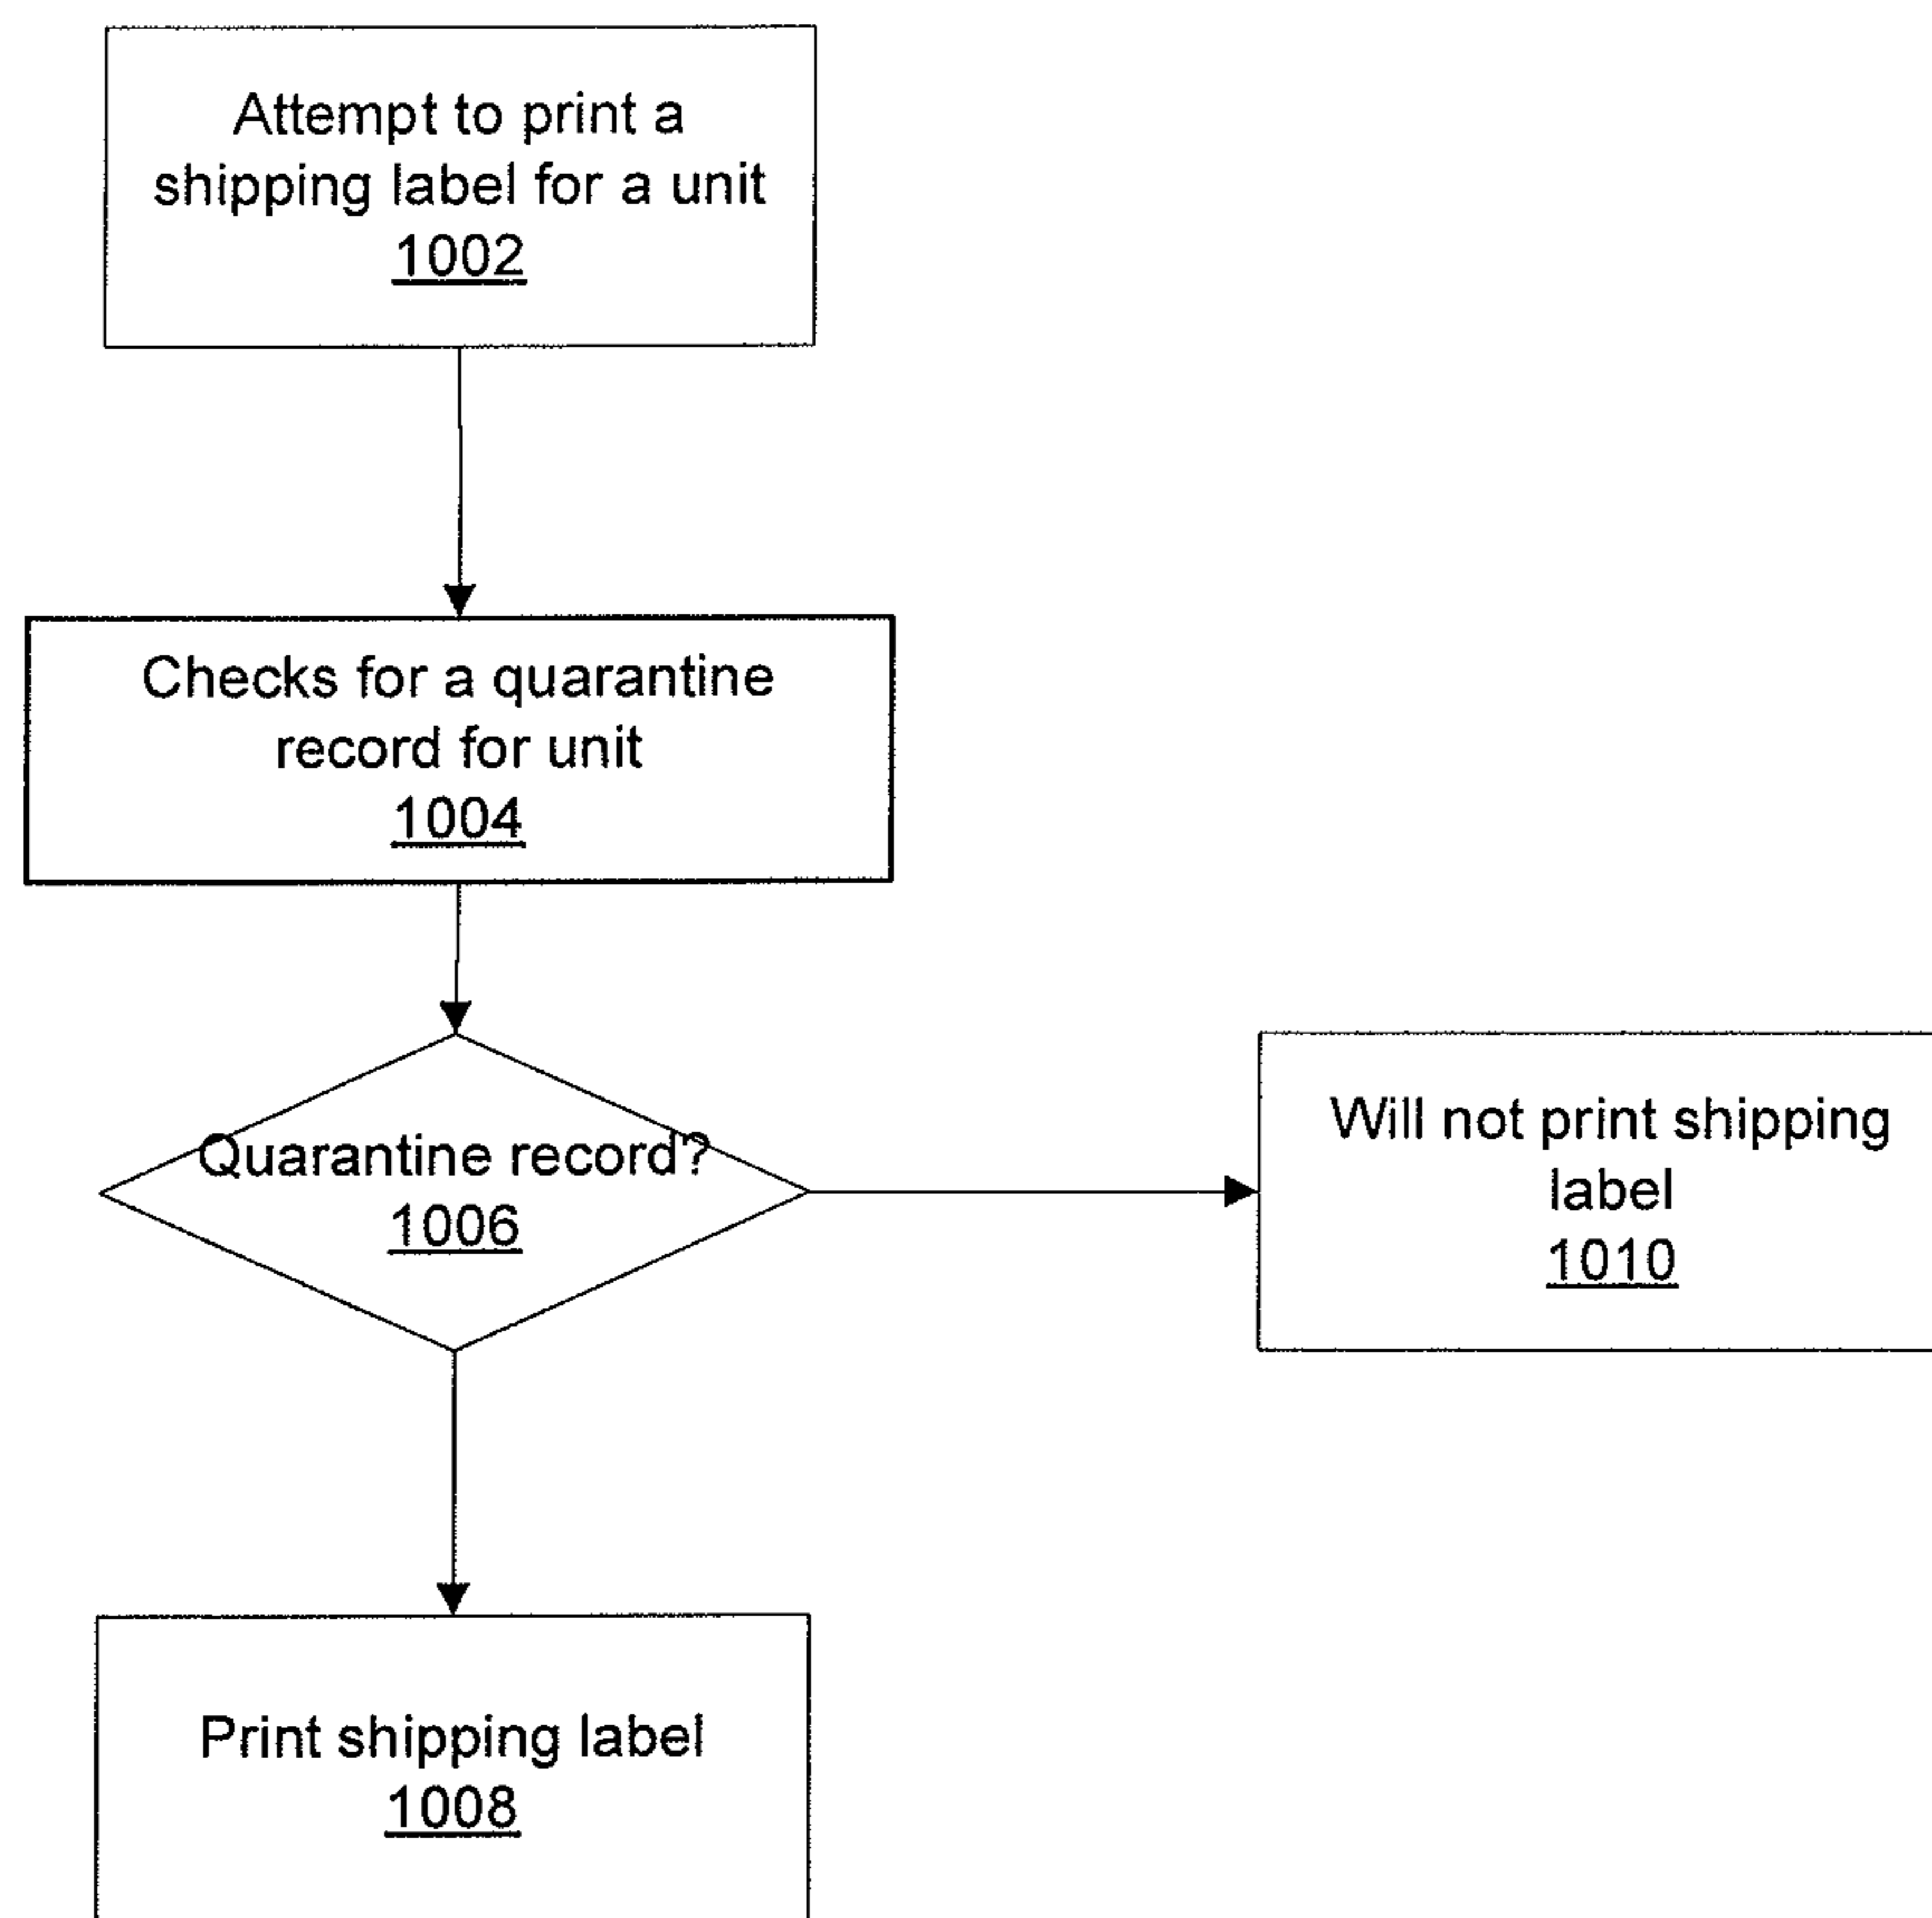 Attempt to print a
shipping label for a unit
1002
Checks for a quarantine
record for unit
1004
Quarantine record?
1006
Will not print shipping
label
1010
Print shipping label
1008